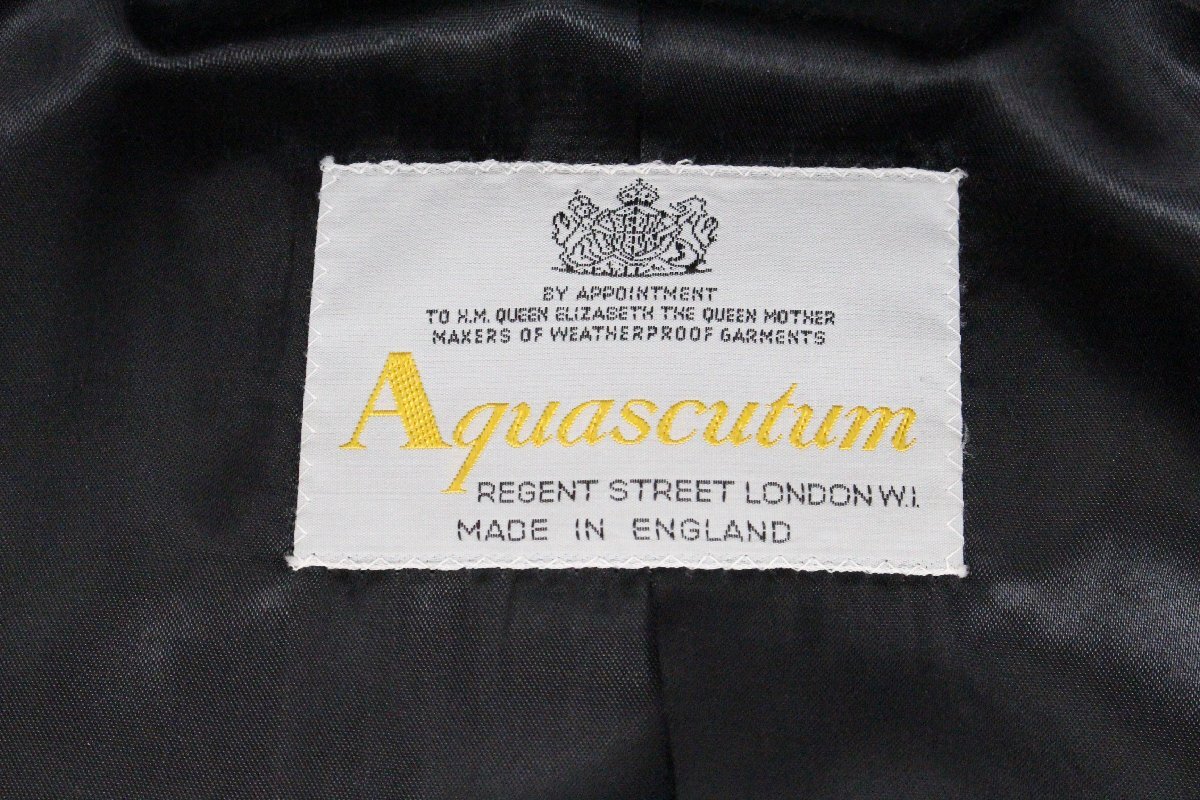 BY APPOINTMENT
TO H.M. QUEEN ELIZABETH THE QUEEN MOTHER
MAKERS OF WEATHERPROOF GARMENTS
Aquascutum
REGENT STREET LONDON W.I.
MADE IN ENGLAND